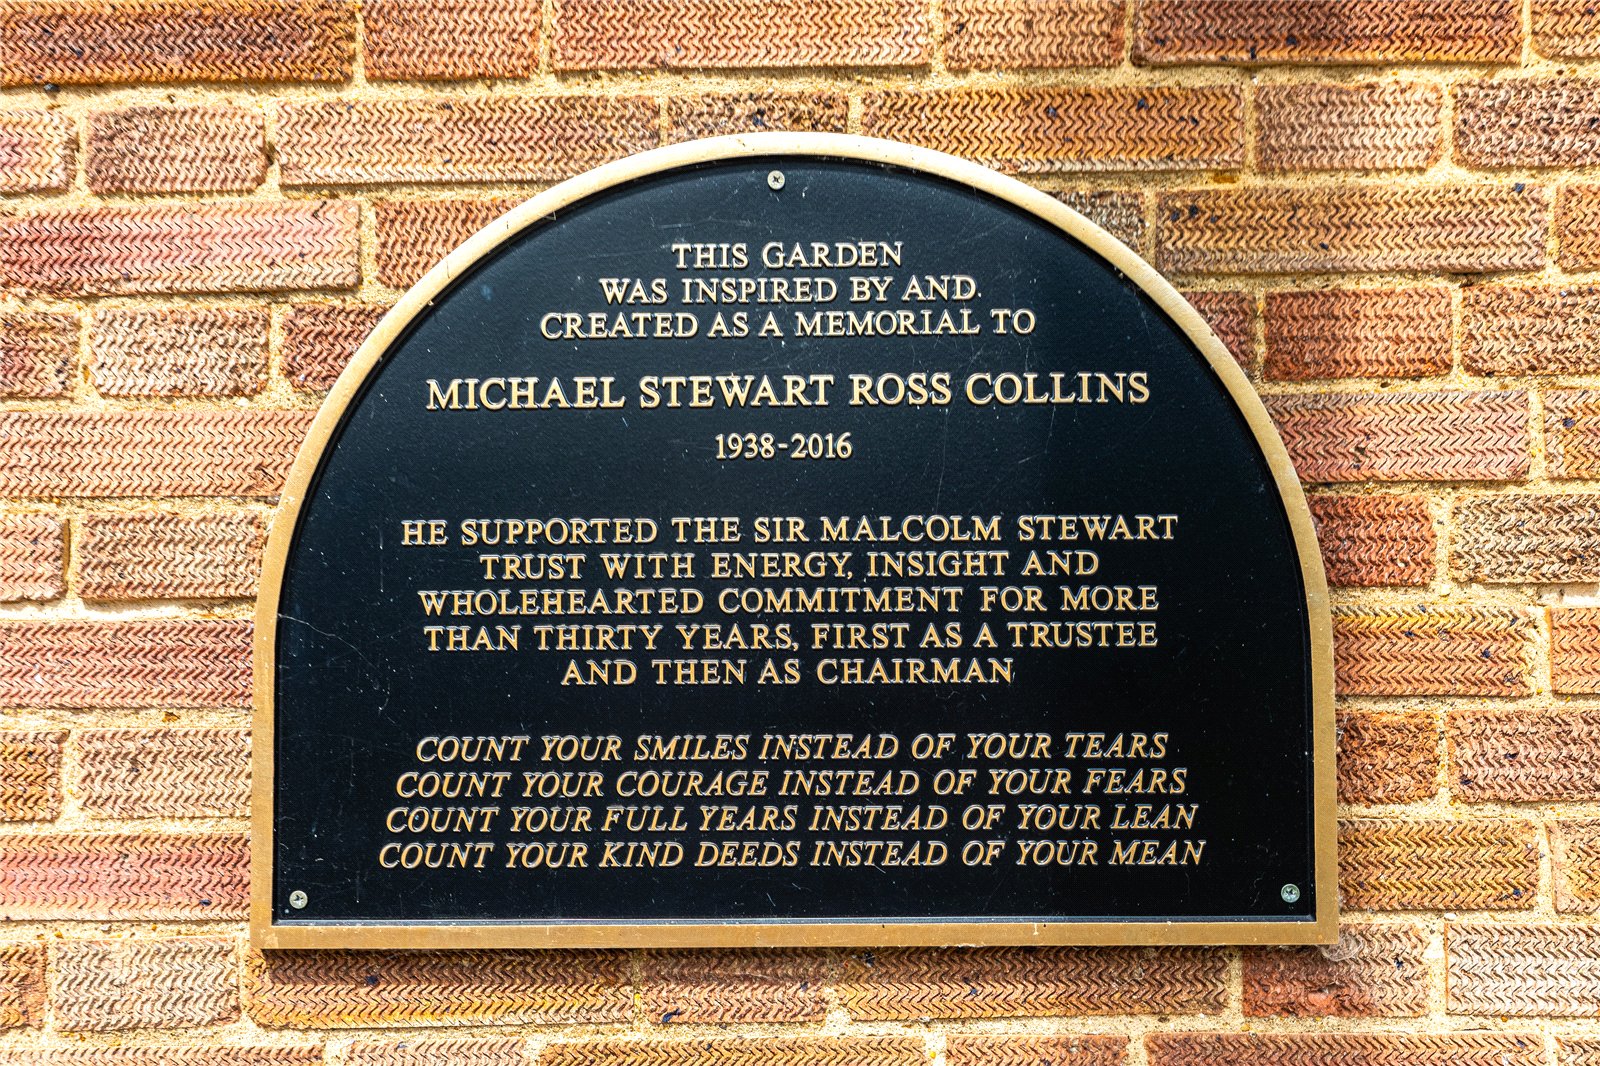 THIS GARDEN
WAS INSPIRED BY AND
CREATED AS A MEMORIAL TO
MICHAEL STEWART ROSS COLLINS
1938-2016
HE SUPPORTED THE SIR MALCOLM STEWART
TRUST WITH ENERGY, INSIGHT AND
WHOLEHEARTED COMMITMENT FOR MORE
THAN THIRTY YEARS, FIRST AS A TRUSTEE
AND THEN AS CHAIRMAN
COUNT YOUR SMILES INSTEAD OF YOUR TEARS
COUNT YOUR COURAGE INSTEAD OF YOUR FEARS
COUNT YOUR FULL YEARS INSTEAD OF YOUR LEAN
COUNT YOUR KIND DEEDS INSTEAD OF YOUR MEAN